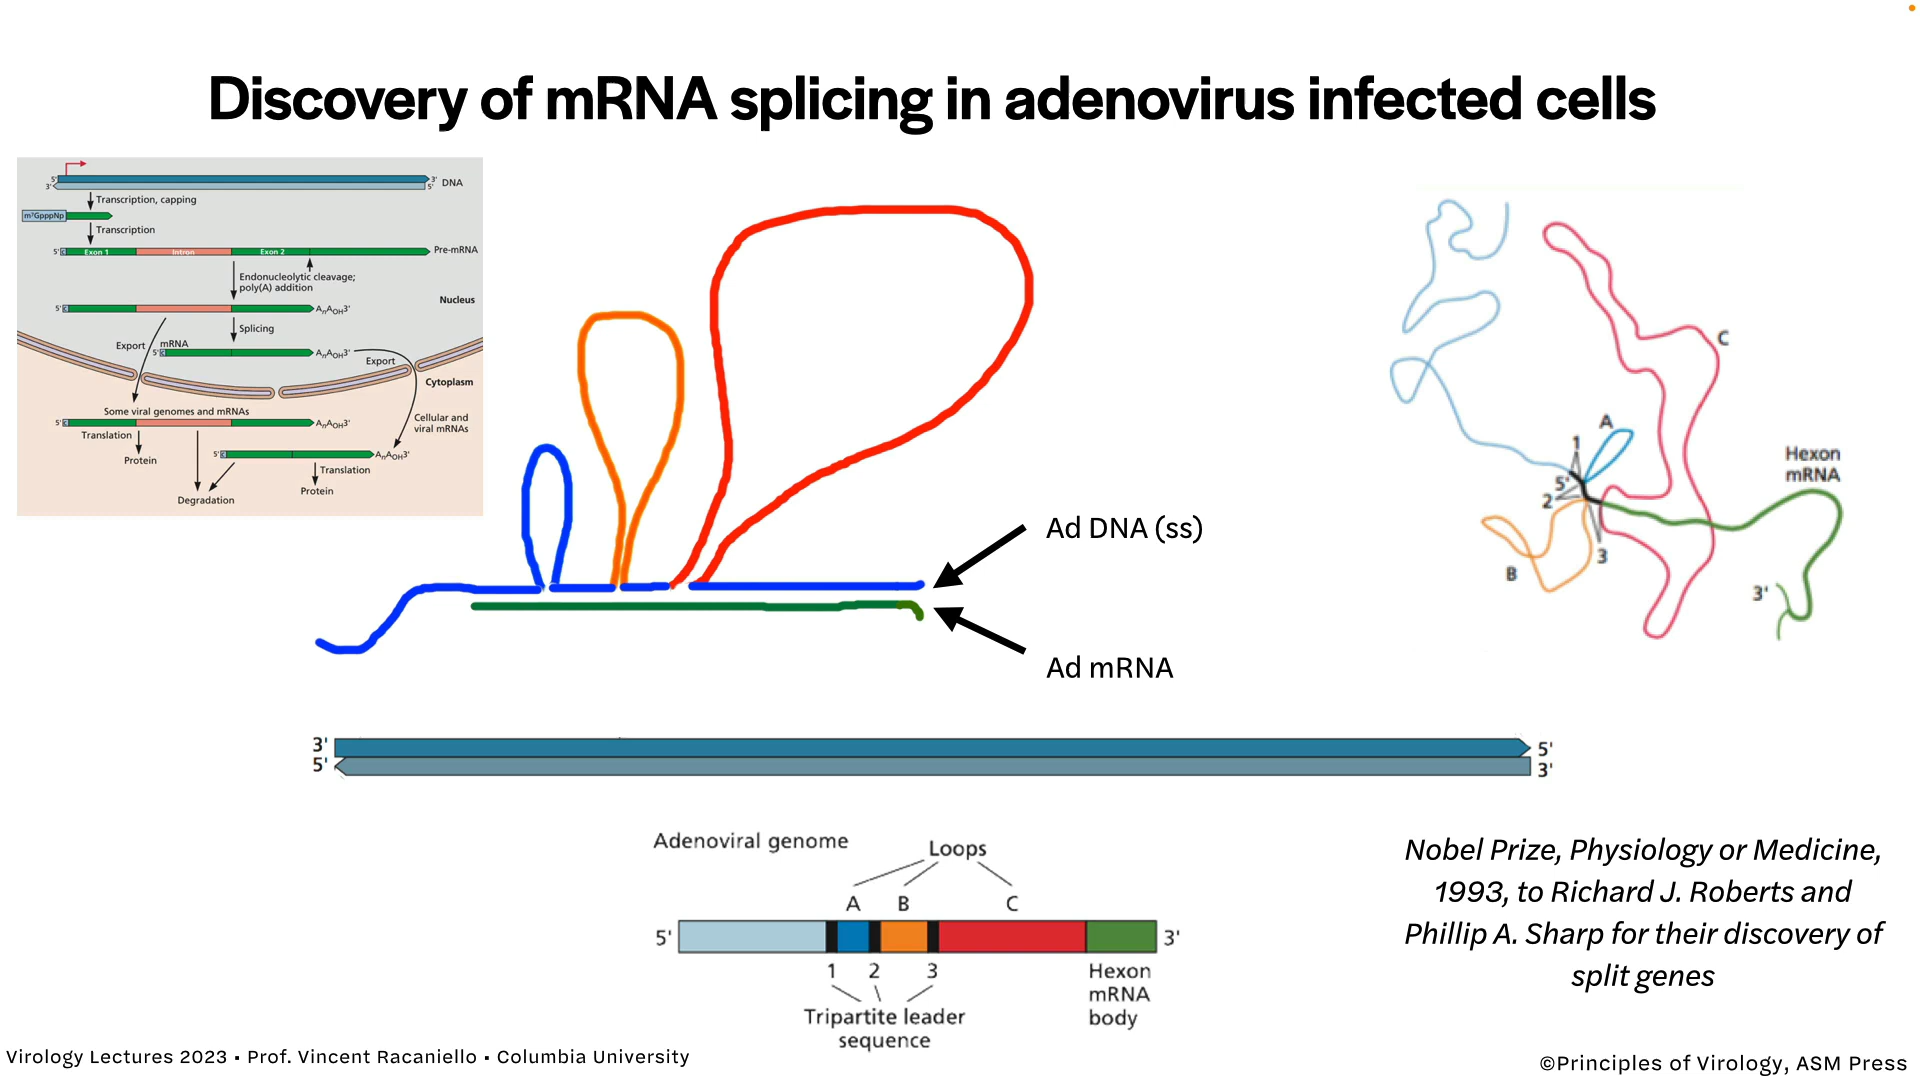 Discovery of mRNA splicing in adenovirus infected cells
5' 3' DNA
3' 5'
Transcription, capping
m⁷GpppNp
Transcription
5' C Exon 1 Intron Exon 2 Pre-mRNA
Endonucleolytic cleavage;
poly(A) addition
Nucleus
5' C AₙAOH3'
Splicing
Export mRNA
5' C AₙAOH3'
Export
Cytoplasm
Some viral genomes and mRNAs
5' C AₙAOH3'
Cellular and
viral mRNAs
Translation
Protein
5' C AₙAOH3'
Translation
Protein
Degradation
Ad DNA (ss)
Ad mRNA
C
A
1
5'
2
3
B
Hexon
mRNA
3'
3' 5'
5' 3'
Adenoviral genome
Loops
A B C
5' 3'
1 2 3
Hexon
mRNA
body
Tripartite leader
sequence
Nobel Prize, Physiology or Medicine,
1993, to Richard J. Roberts and
Phillip A. Sharp for their discovery of
split genes
Virology Lectures 2023 • Prof. Vincent Racaniello • Columbia University
©Principles of Virology, ASM Press